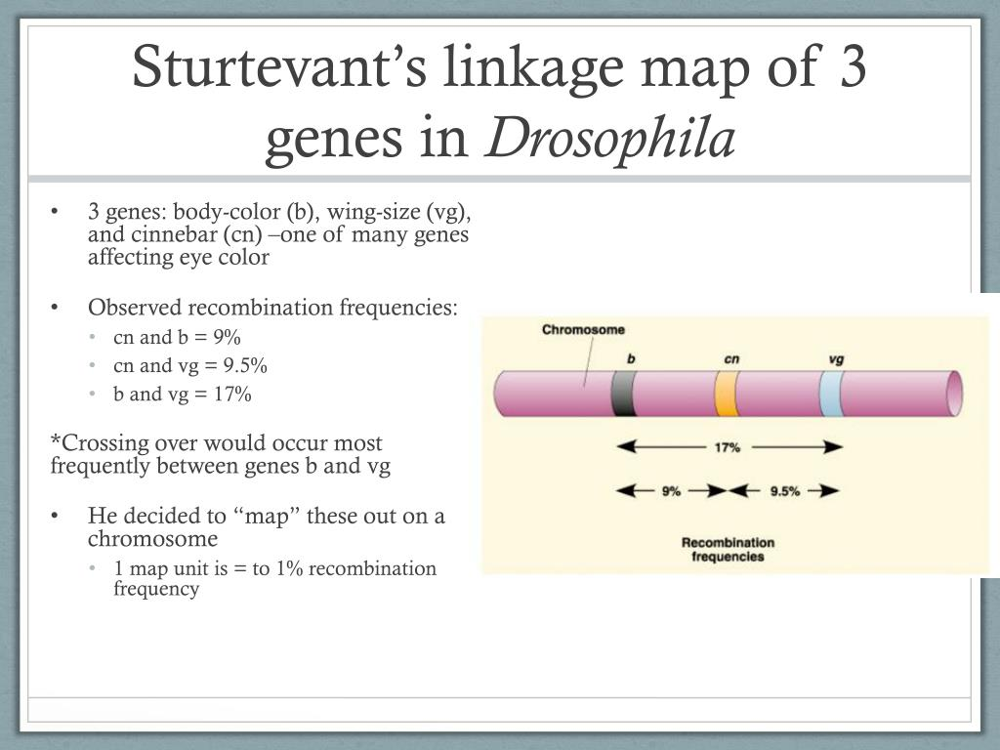 Sturtevant’s linkage map of 3
genes in Drosophila
• 3 genes: body-color (b), wing-size (vg),
and cinnebar (cn) –one of many genes
affecting eye color
• Observed recombination frequencies:
• cn and b = 9%
• cn and vg = 9.5%
• b and vg = 17%
*Crossing over would occur most
frequently between genes b and vg
• He decided to “map” these out on a
chromosome
• 1 map unit is = to 1% recombination
frequency
Chromosome
b cn vg
17%
9% 9.5%
Recombination
frequencies